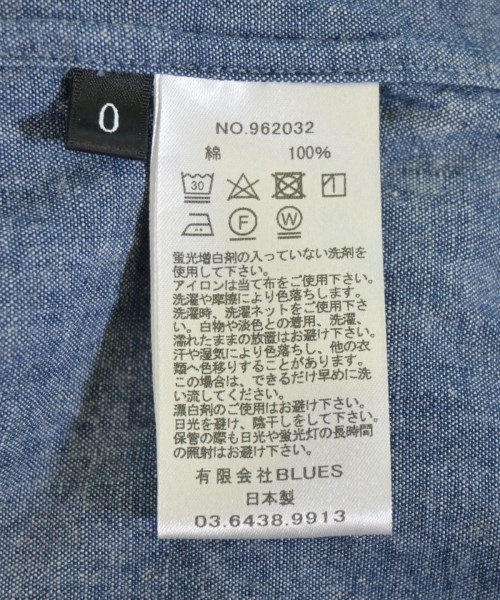 0
NO.962032
綿 100%
30
F W
蛍光増白剤の入っていない洗剤を
使用して下さい。
アイロンは当て布をご使用下さい。
洗濯や摩擦により色落ちします。
洗濯時、洗濯ネットをご使用下さ
い。白物や淡色との着用、洗濯、
濡れたままの放置はお避け下さい。
汗や湿気により色落ちし、他の衣
類へ色移りすることがあります。
この場合は、できるだけ早めに洗
い流してください。
漂白剤のご使用はお避け下さい。
日光を避け、陰干しをして下さい。
保管の際も日光や蛍光灯の長時間
の照射はお避け下さい。
有限会社BLUES
日本製
03.6438.9913